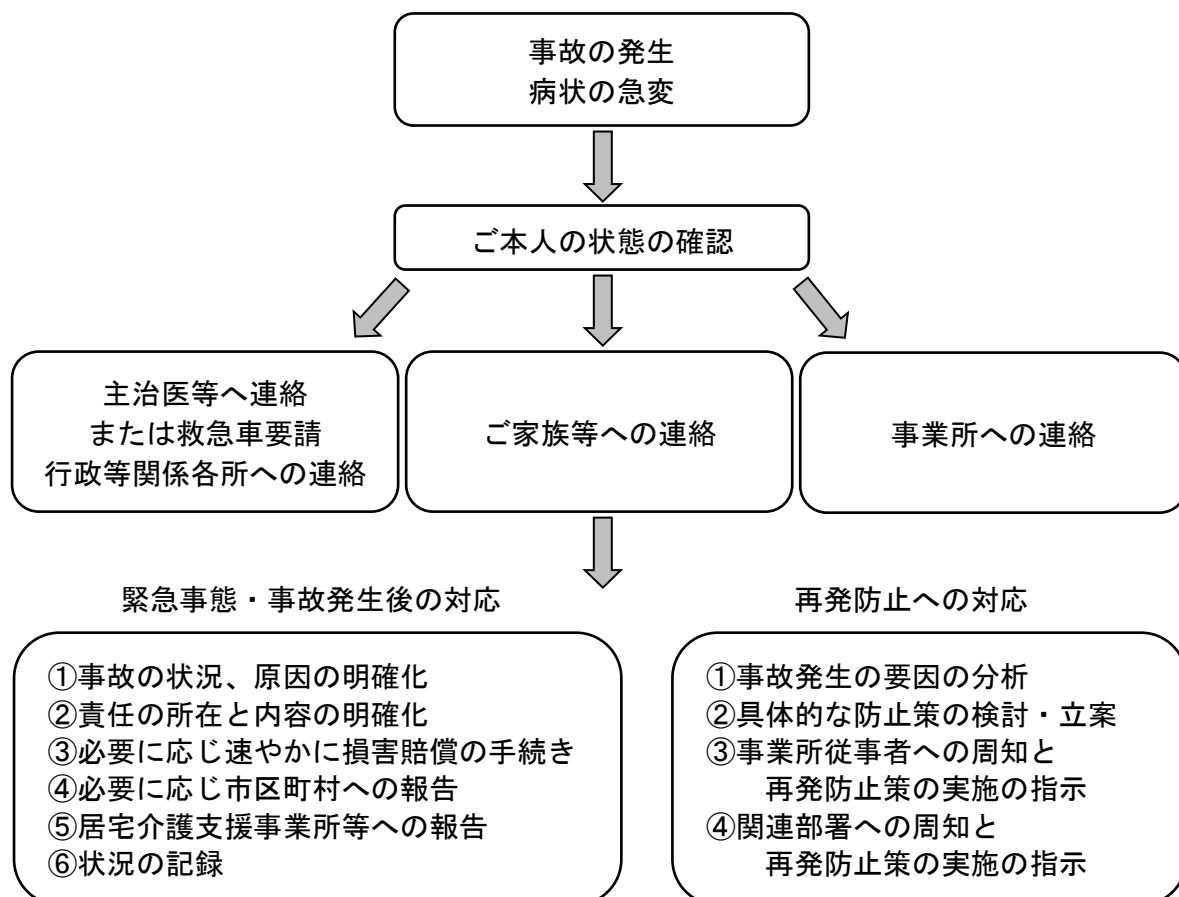 事故の発生
病状の急変
ご本人の状態の確認
主治医等へ連絡
または救急車要請
行政等関係各所への連絡
ご家族等への連絡
事業所への連絡
緊急事態・事故発生後の対応
①事故の状況、原因の明確化
②責任の所在と内容の明確化
③必要に応じ速やかに損害賠償の手続き
④必要に応じ市区町村への報告
⑤居宅介護支援事業所等への報告
⑥状況の記録
再発防止への対応
①事故発生の要因の分析
②具体的な防止策の検討・立案
③事業所従事者への周知と
再発防止策の実施の指示
④関連部署への周知と
再発防止策の実施の指示